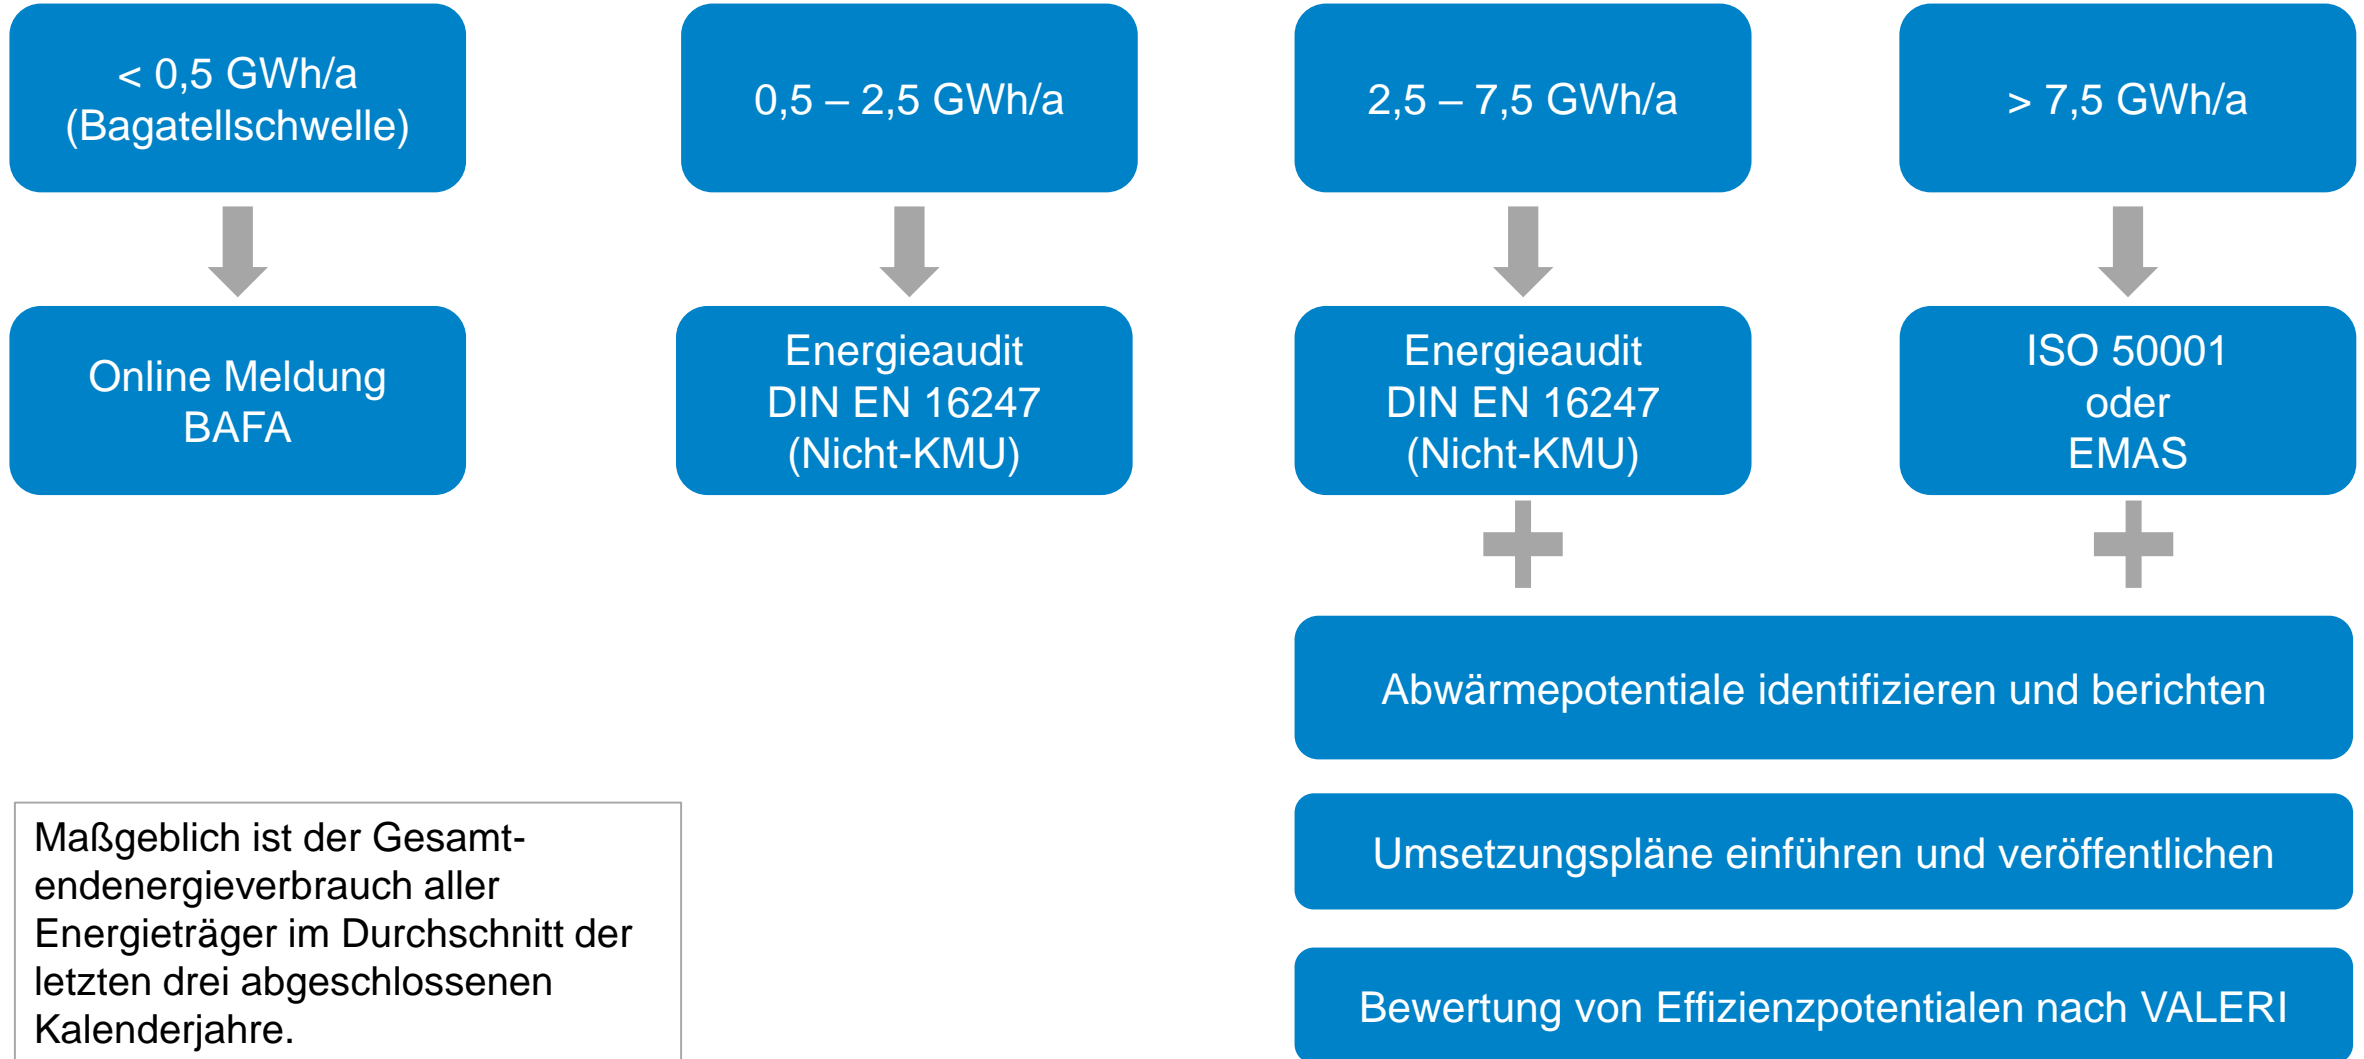 < 0,5 GWh/a
(Bagatellschwelle)
0,5 – 2,5 GWh/a
2,5 – 7,5 GWh/a
> 7,5 GWh/a
Online Meldung
BAFA
Energieaudit
DIN EN 16247
(Nicht-KMU)
Energieaudit
DIN EN 16247
(Nicht-KMU)
ISO 50001
oder
EMAS
Abwärmepotentiale identifizieren und berichten
Umsetzungspläne einführen und veröffentlichen
Bewertung von Effizienzpotentialen nach VALERI
Maßgeblich ist der Gesamt-
endenergieverbrauch aller
Energieträger im Durchschnitt der
letzten drei abgeschlossenen
Kalenderjahre.